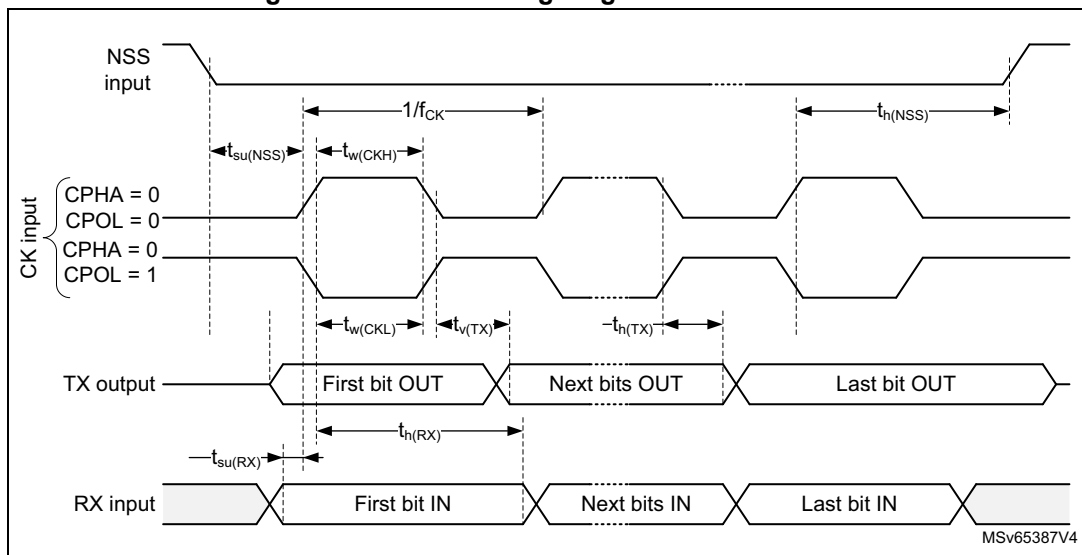 NSS
input
1/fCK
th(NSS)
tsu(NSS)
tw(CKH)
CK input
CPHA = 0
CPOL = 0
CPHA = 0
CPOL = 1
tw(CKL)
tv(TX)
th(TX)
TX output
First bit OUT
Next bits OUT
Last bit OUT
th(RX)
tsu(RX)
RX input
First bit IN
Next bits IN
Last bit IN
MSv65387V4